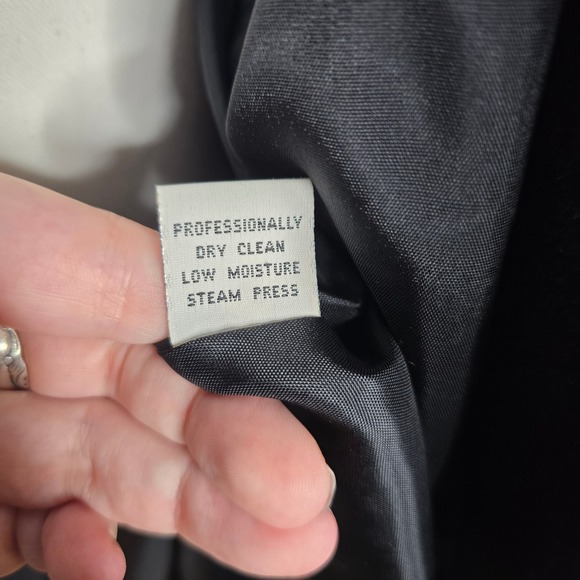 PROFESSIONALLY
DRY CLEAN
LOW MOISTURE
STEAM PRESS